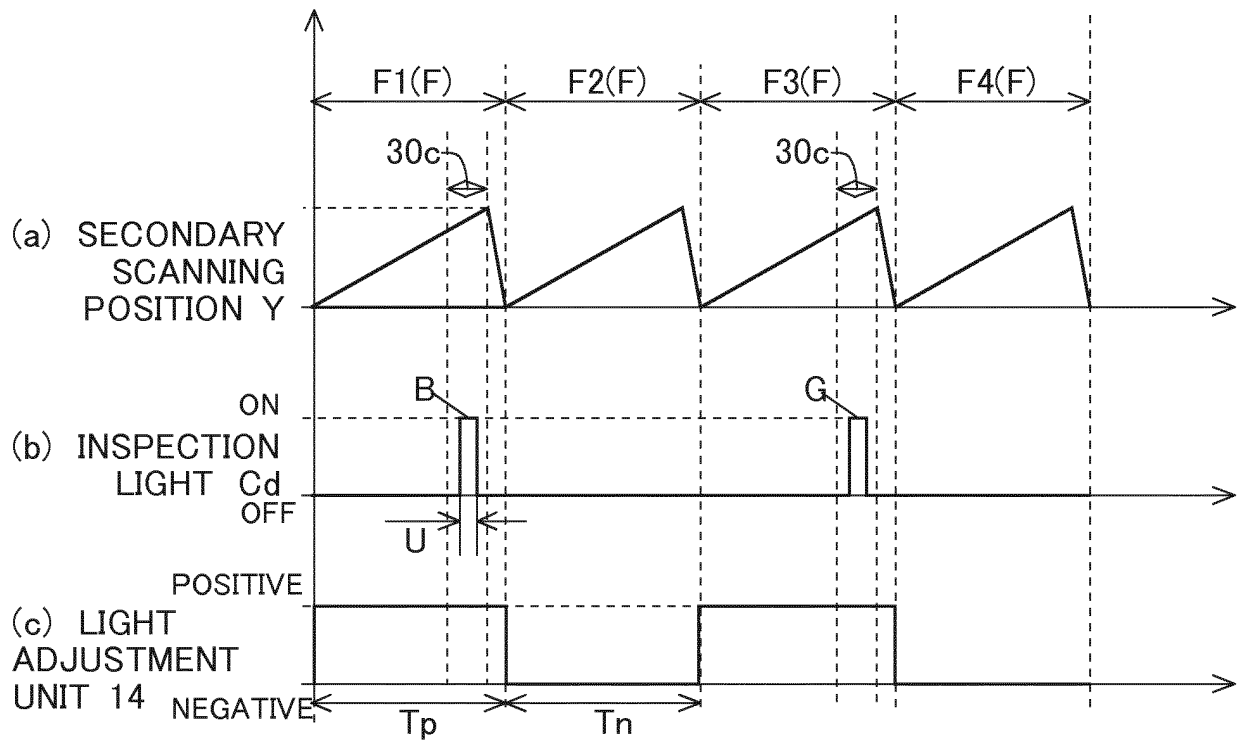 F1(F) F2(F) F3(F) F4(F)
30c 30c
(a) SECONDARY
SCANNING
POSITION Y
ON B G
(b) INSPECTION
LIGHT Cd
OFF
U
POSITIVE
(c) LIGHT
ADJUSTMENT
UNIT 14
NEGATIVE
Tp Tn